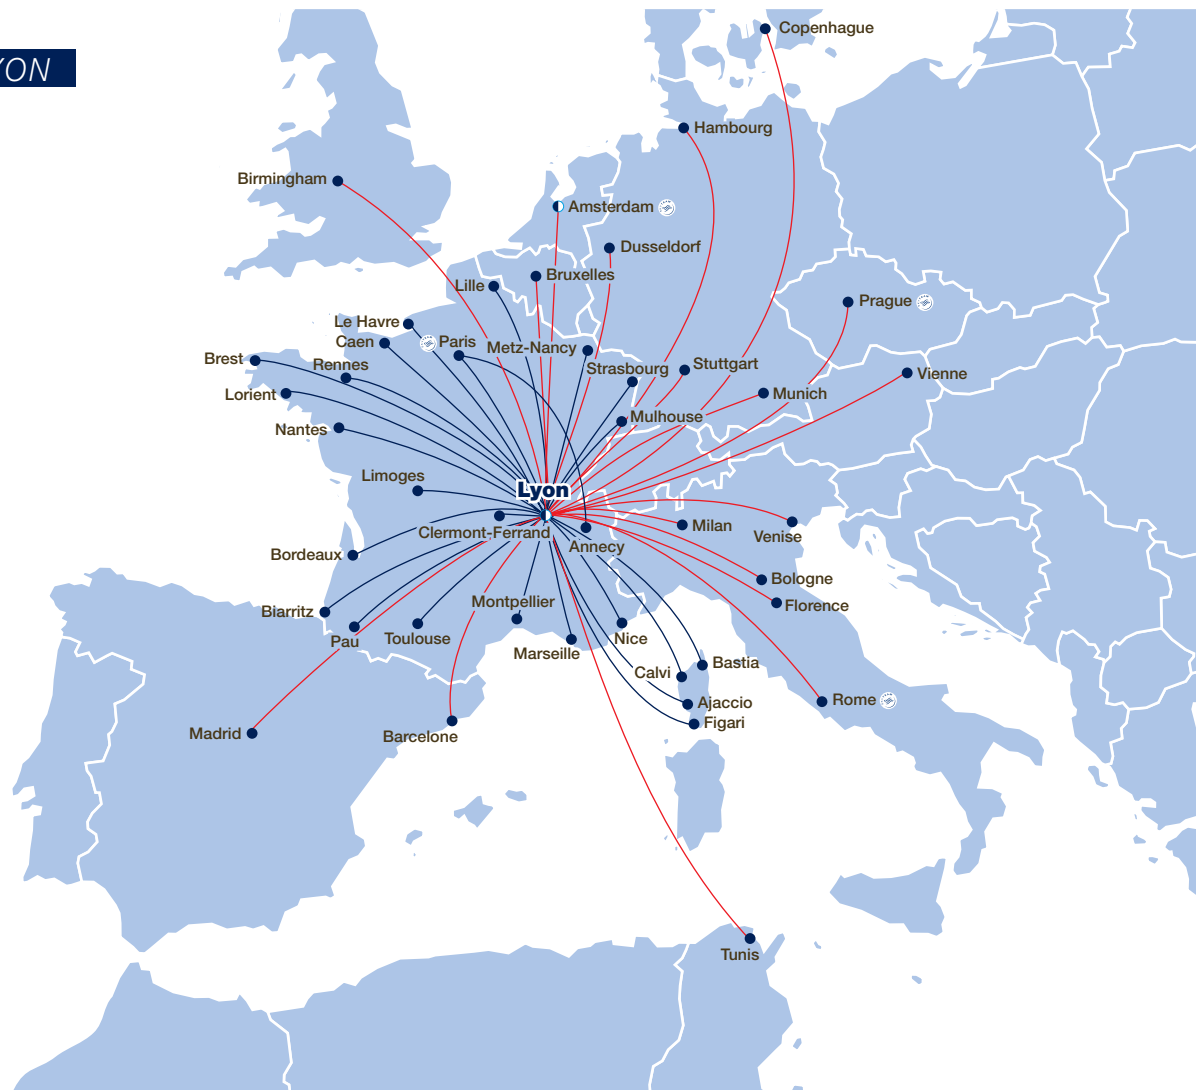 YON
Copenhague
Hambourg
Birmingham
Amsterdam
Dusseldorf
Bruxelles
Lille
Prague
Le Havre
Caen
Paris
Metz-Nancy
Brest
Rennes
Strasbourg
Stuttgart
Vienne
Lorient
Munich
Mulhouse
Nantes
Limoges
Lyon
Clermont-Ferrand
Milan
Venise
Annecy
Bordeaux
Bologne
Biarritz
Montpellier
Florence
Pau
Toulouse
Nice
Marseille
Bastia
Calvi
Ajaccio
Rome
Figari
Madrid
Barcelone
Tunis